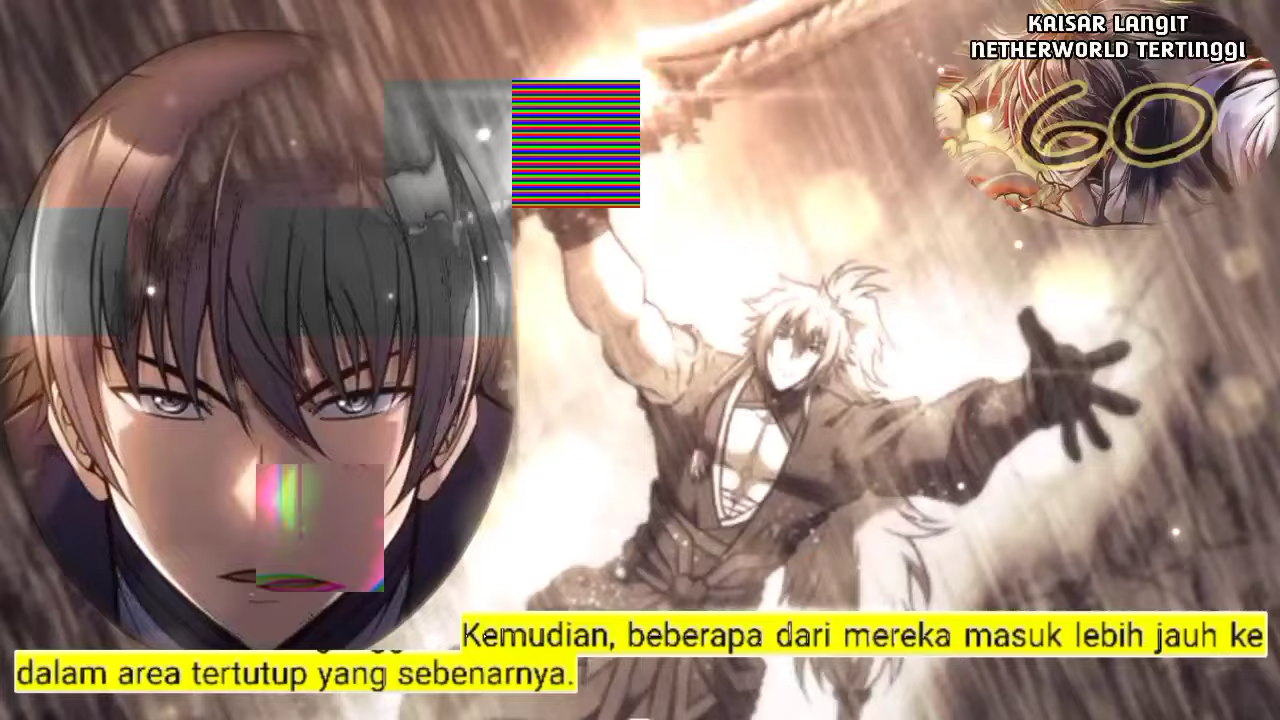 KAISAR LANGIT
NETHERWORLD TERTINGGI
60
Kemudian, beberapa dari mereka masuk lebih jauh ke
dalam area tertutup yang sebenarnya.